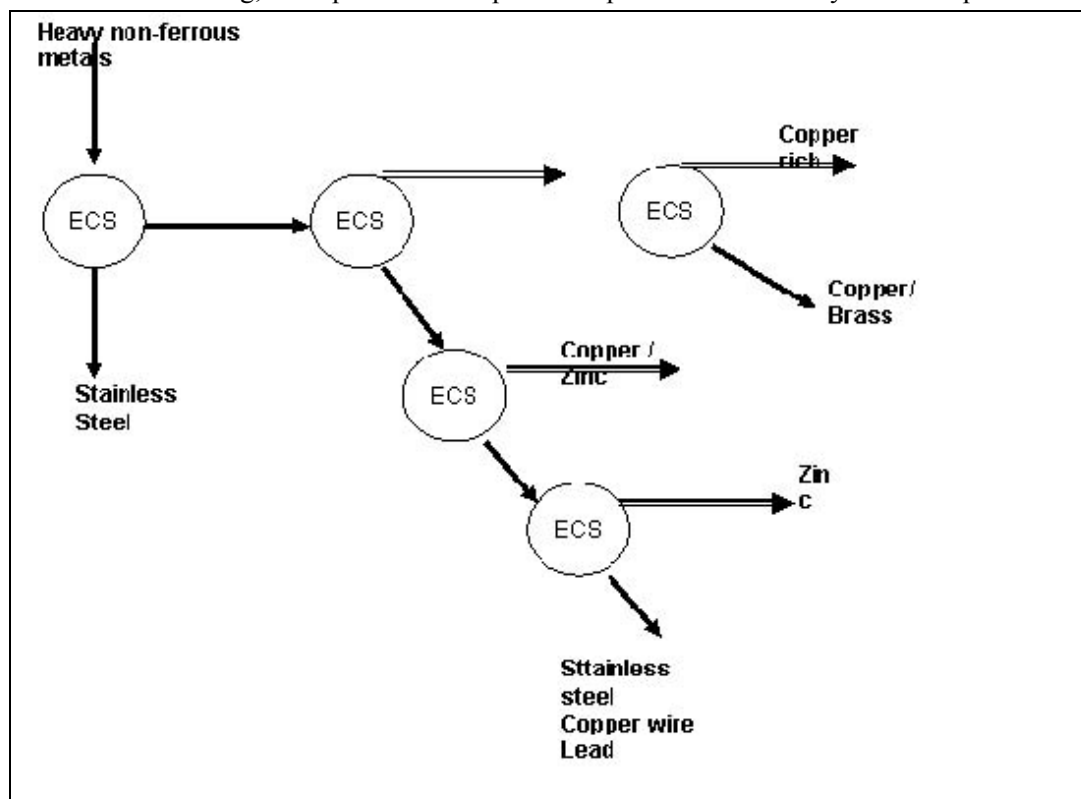 Heavy non-ferrous
metals
Copper
rich
ECS
ECS
ECS
Copper/
Brass
Copper /
Zinc
Stainless
Steel
ECS
Zin
c
ECS
Sttainless
steel
Copper wire
Lead